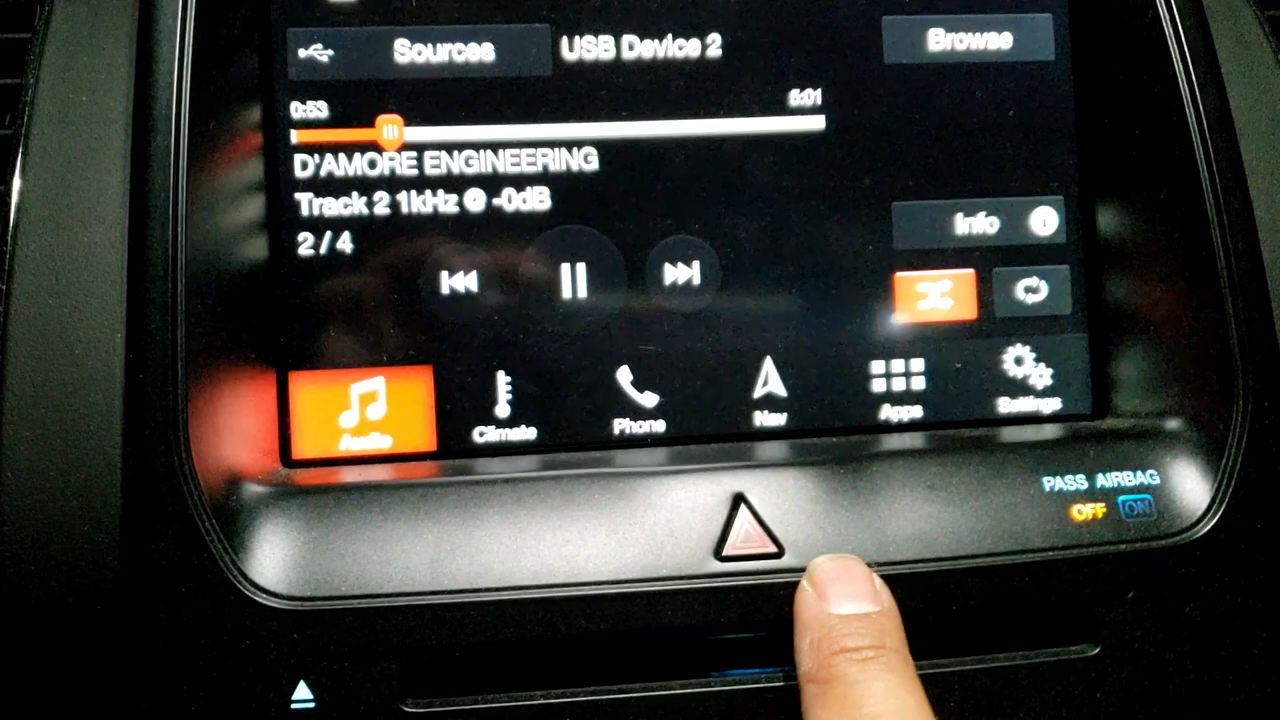 Sources
USB Device 2
Browse
0:53
5:01
D'AMORE ENGINEERING
Track 2 1kHz @ -0dB
2 / 4
Info
Audio
Climate
Phone
Nav
Apps
Settings
PASS AIRBAG
OFF ON